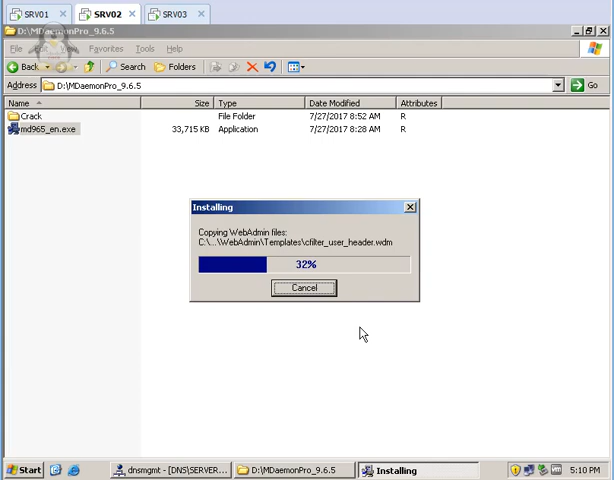 SRV01 SRV02 SRV03
D:\MDaemonPro_9.6.5
File Edit View Favorites Tools Help
Back Search Folders
Address D:\MDaemonPro_9.6.5 Go
Name Size Type Date Modified Attributes
Crack File Folder 7/27/2017 8:52 AM R
md965_en.exe 33,715 KB Application 7/27/2017 8:28 AM R
Installing
Copying WebAdmin files:
C:\...\WebAdmin\Templates\cfilter_user_header.wdm
32%
Cancel
Start dnsmgmt - [DNS\SERVER... D:\MDaemonPro_9.6.5 Installing 5:10 PM